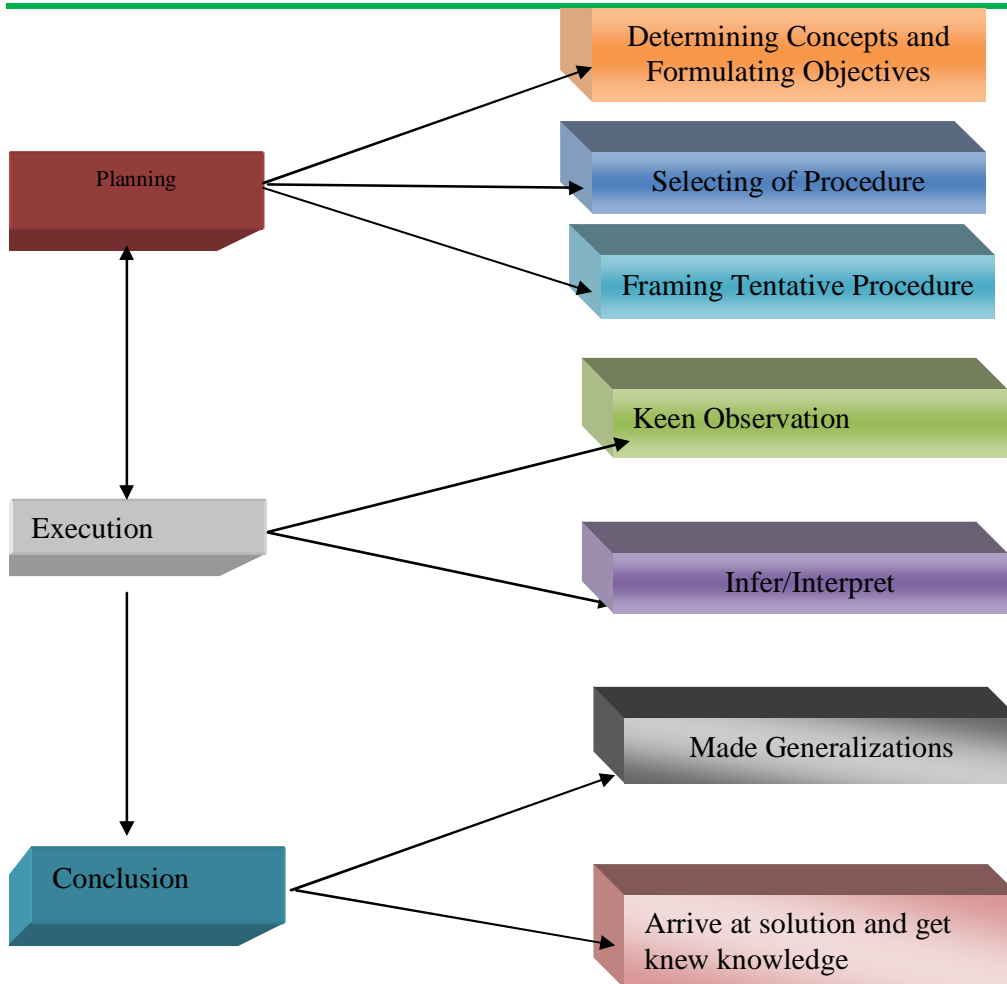 Determining Concepts and
Formulating Objectives
Planning
Selecting of Procedure
Framing Tentative Procedure
Keen Observation
Execution
Infer/Interpret
Made Generalizations
Conclusion
Arrive at solution and get
knew knowledge